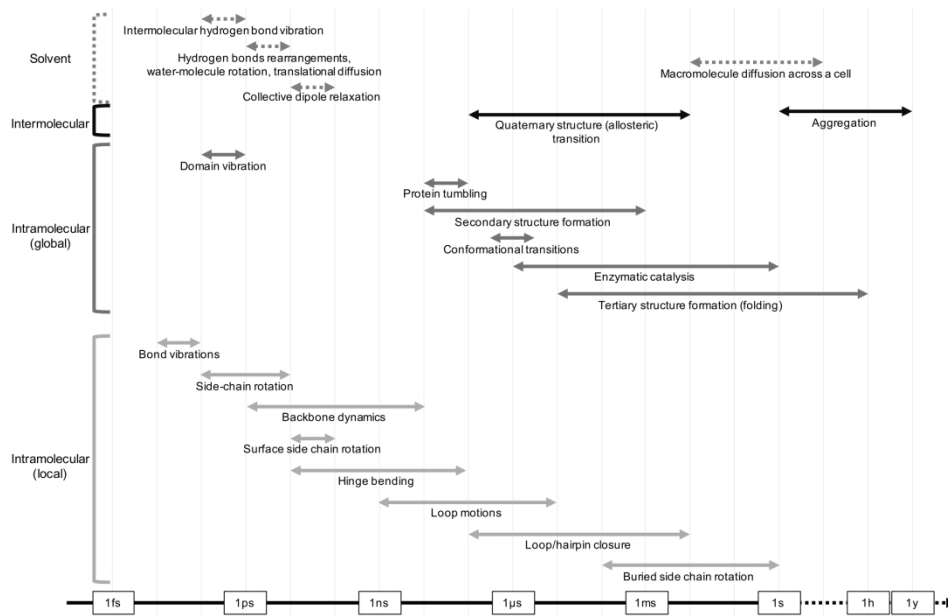 Solvent
Intermolecular hydrogen bond vibration
Hydrogen bonds rearrangements,
water-molecule rotation, translational diffusion
Macromolecule diffusion across a cell
Collective dipole relaxation
Intermolecular
Quaternary structure (allosteric)
transition
Aggregation
Intramolecular
(global)
Domain vibration
Protein tumbling
Secondary structure formation
Conformational transitions
Enzymatic catalysis
Tertiary structure formation (folding)
Intramolecular
(local)
Bond vibrations
Side-chain rotation
Backbone dynamics
Surface side chain rotation
Hinge bending
Loop motions
Loop/hairpin closure
Buried side chain rotation
1fs 1ps 1ns 1µs 1ms 1s 1h 1y